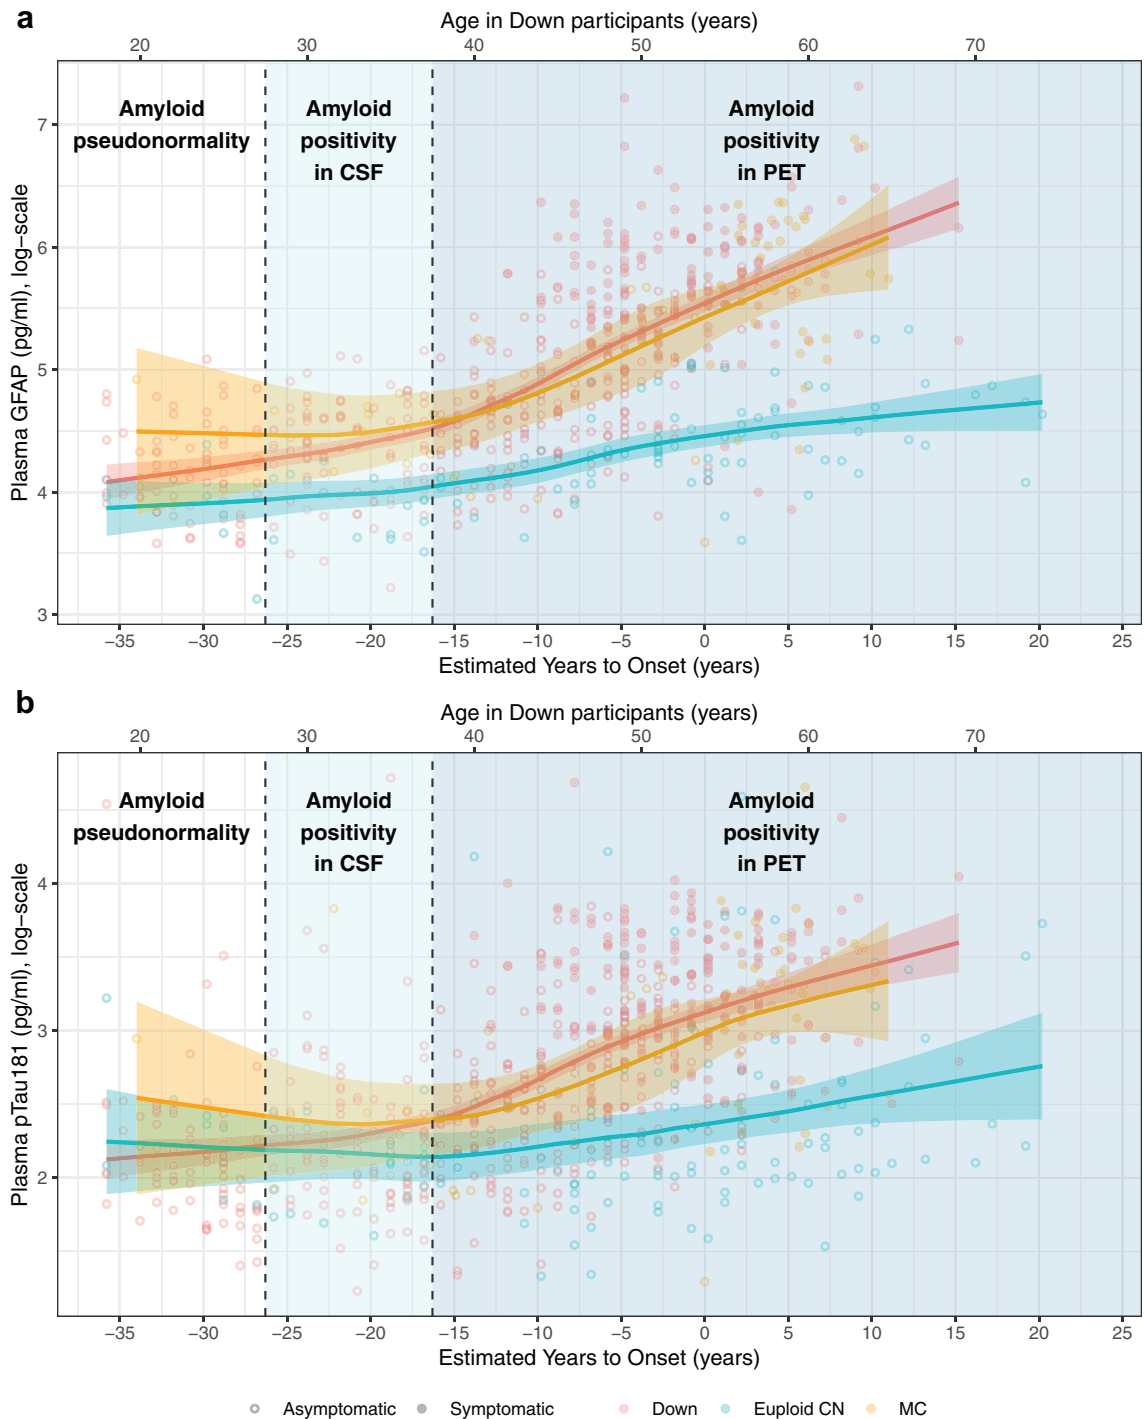 a
Age in Down participants (years)
20 30 40 50 60 70
Amyloid pseudonormality
Amyloid positivity in CSF
Amyloid positivity in PET
Plasma GFAP (pg/ml), log−scale
7
6
5
4
3
−35 −30 −25 −20 −15 −10 −5 0 5 10 15 20 25
Estimated Years to Onset (years)
b
Age in Down participants (years)
20 30 40 50 60 70
Amyloid pseudonormality
Amyloid positivity in CSF
Amyloid positivity in PET
Plasma pTau181 (pg/ml), log−scale
4
3
2
−35 −30 −25 −20 −15 −10 −5 0 5 10 15 20 25
Estimated Years to Onset (years)
Asymptomatic Symptomatic Down Euploid CN MC